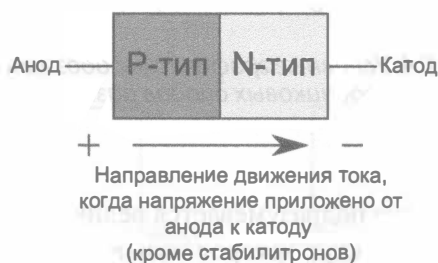 Анод
P-тип N-тип
Катод
+ −
Направление движения тока,
когда напряжение приложено от
анода к катоду
(кроме стабилитронов)